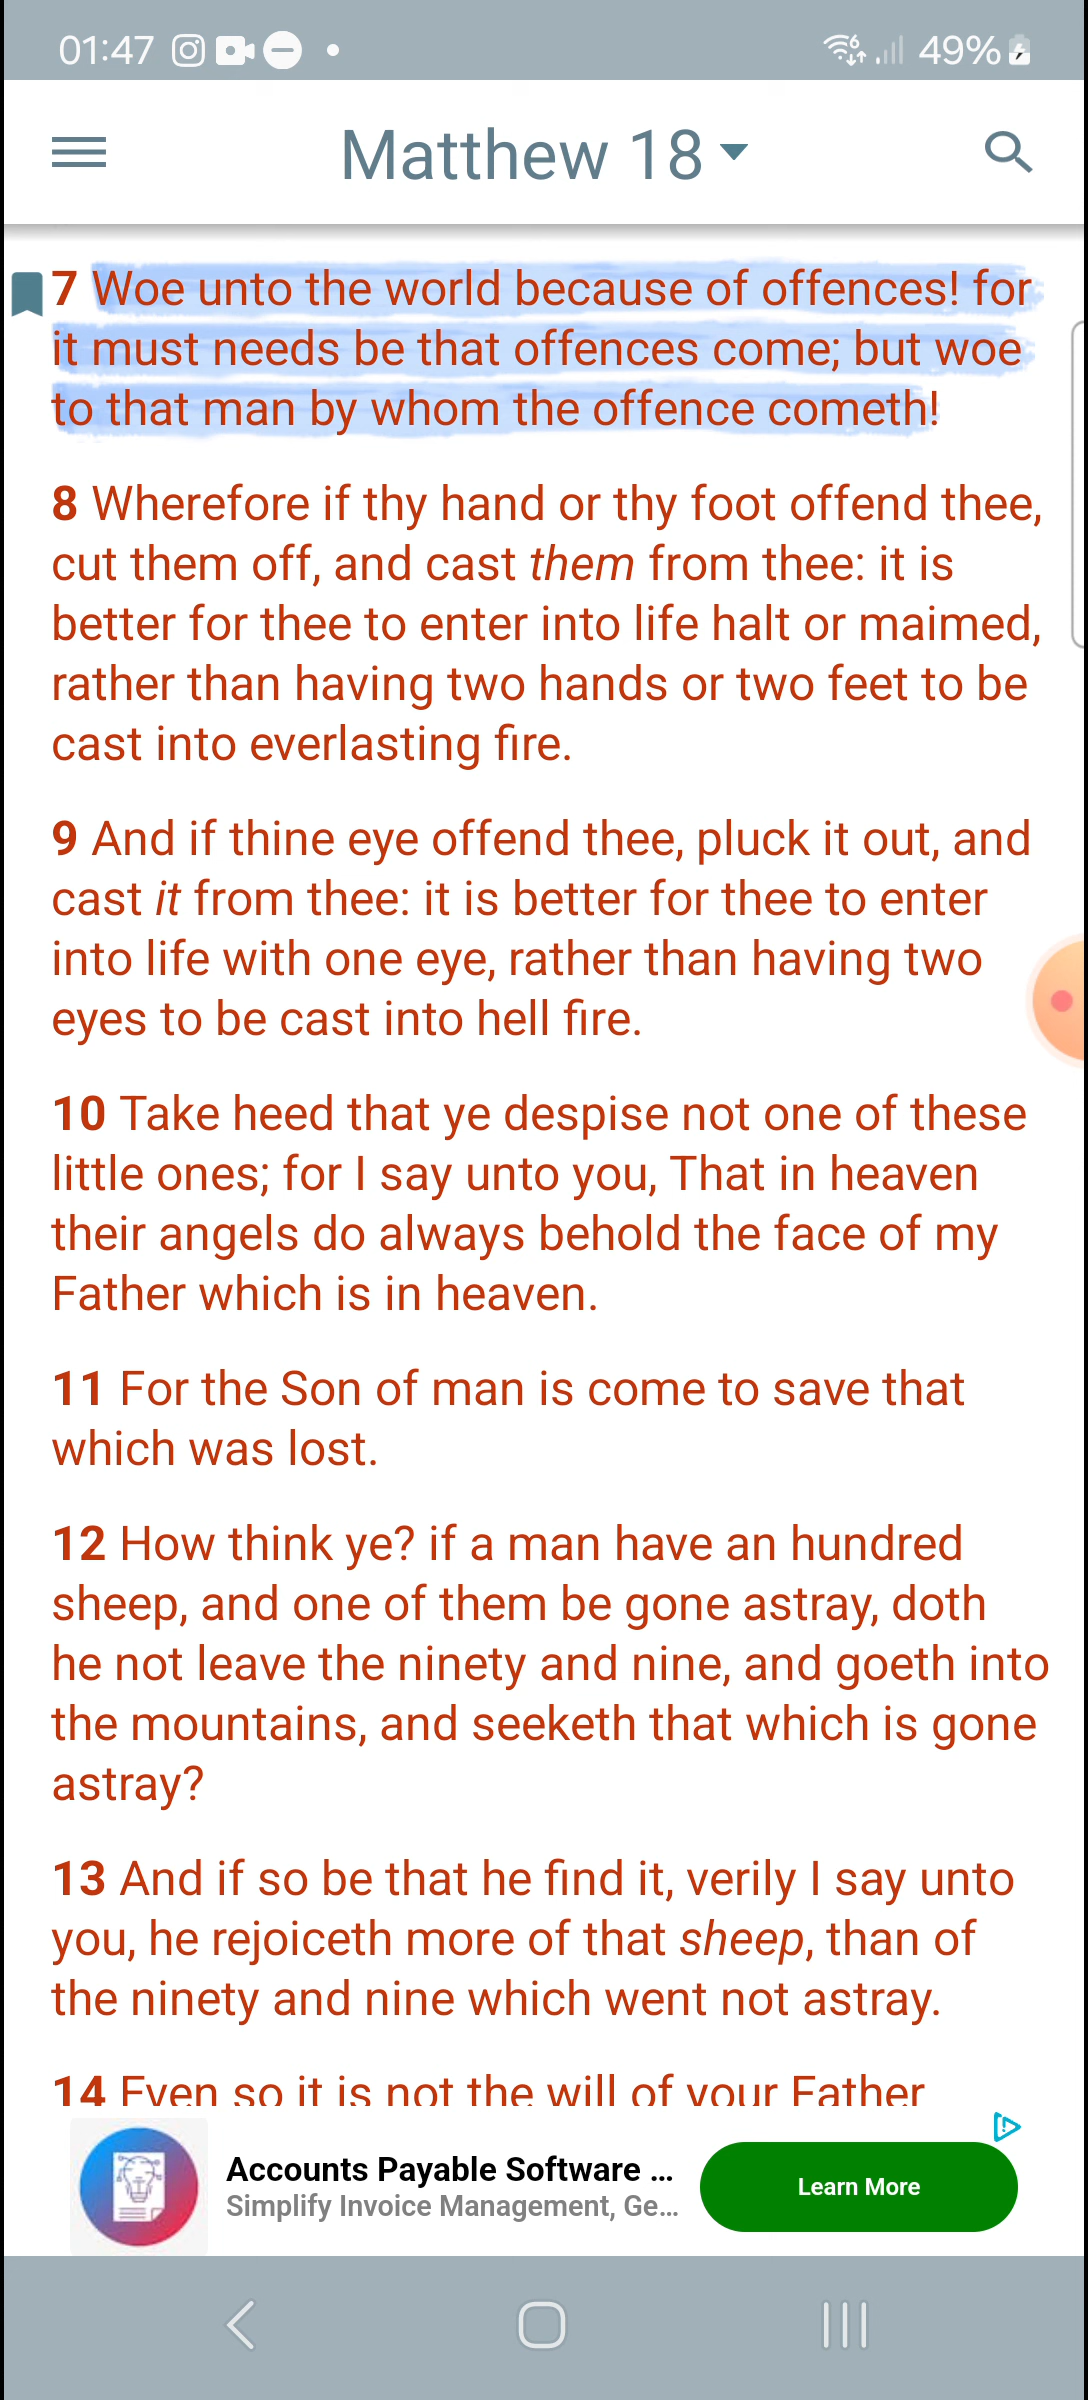 01:47
49%
Matthew 18
7 Woe unto the world because of offences! for
it must needs be that offences come; but woe
to that man by whom the offence cometh!
8 Wherefore if thy hand or thy foot offend thee,
cut them off, and cast them from thee: it is
better for thee to enter into life halt or maimed,
rather than having two hands or two feet to be
cast into everlasting fire.
9 And if thine eye offend thee, pluck it out, and
cast it from thee: it is better for thee to enter
into life with one eye, rather than having two
eyes to be cast into hell fire.
10 Take heed that ye despise not one of these
little ones; for I say unto you, That in heaven
their angels do always behold the face of my
Father which is in heaven.
11 For the Son of man is come to save that
which was lost.
12 How think ye? if a man have an hundred
sheep, and one of them be gone astray, doth
he not leave the ninety and nine, and goeth into
the mountains, and seeketh that which is gone
astray?
13 And if so be that he find it, verily I say unto
you, he rejoiceth more of that sheep, than of
the ninety and nine which went not astray.
14 Even so it is not the will of your Father
Accounts Payable Software ...
Simplify Invoice Management, Ge...
Learn More